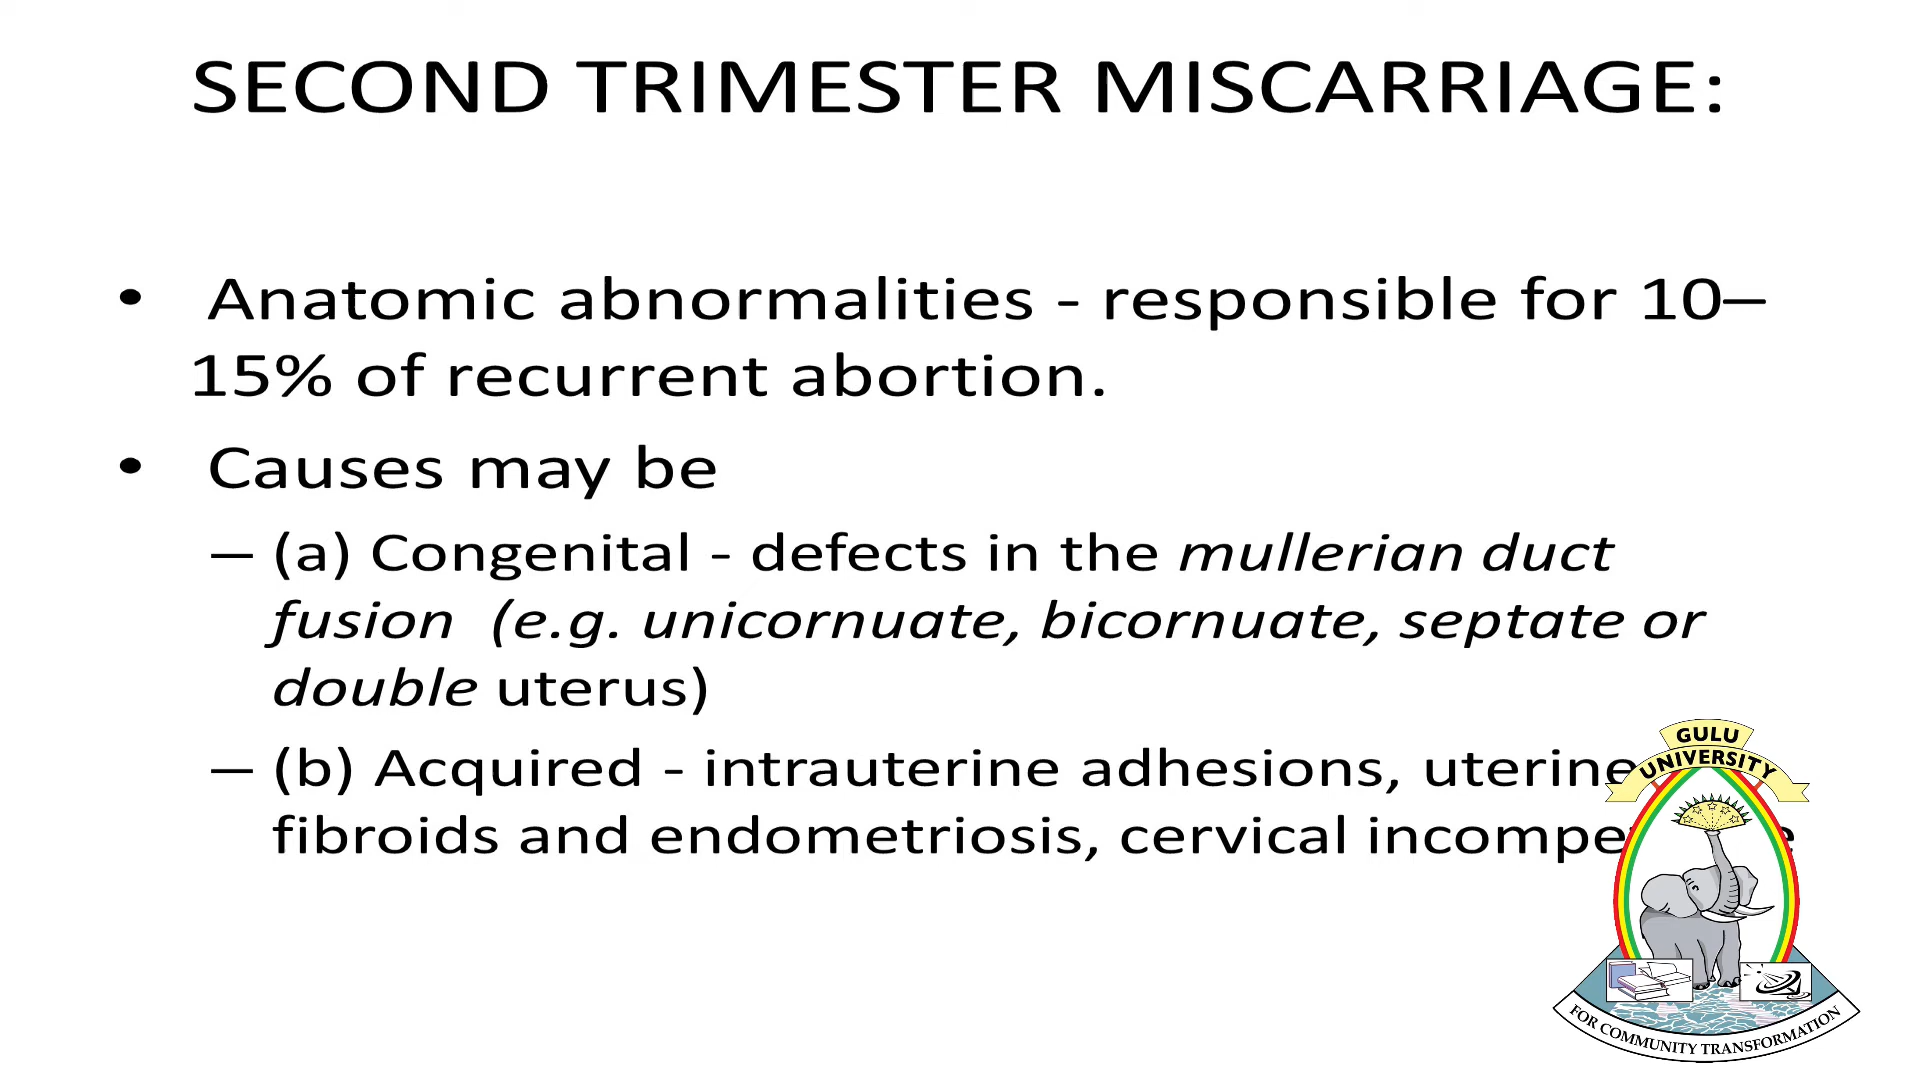 SECOND TRIMESTER MISCARRIAGE:
• Anatomic abnormalities - responsible for 10–
15% of recurrent abortion.
• Causes may be
– (a) Congenital - defects in the mullerian duct
fusion (e.g. unicornuate, bicornuate, septate or
double uterus)
– (b) Acquired - intrauterine adhesions, uterine
fibroids and endometriosis, cervical
GULU
UNIVERSITY
FOR COMMUNITY TRANSFORMATION